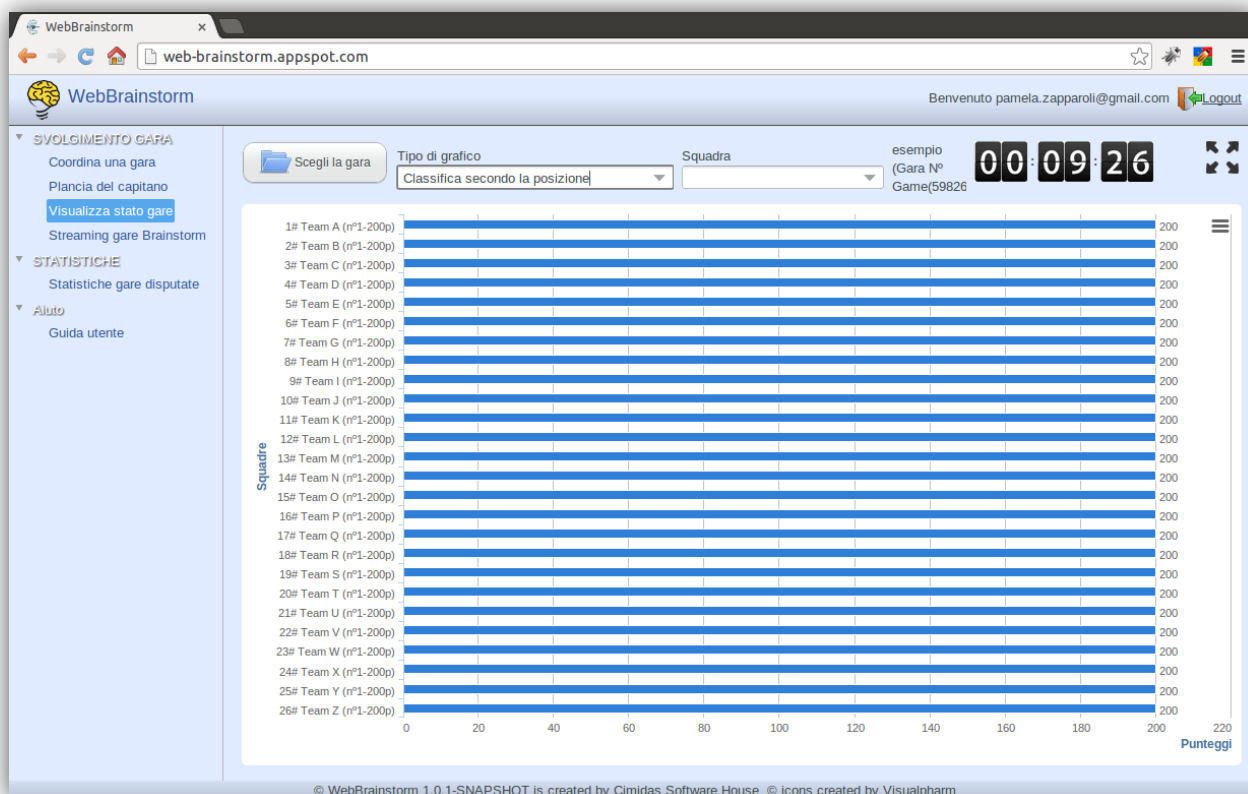 WebBrainstorm ×
web-brainstorm.appspot.com
WebBrainstorm
Benvenuto pamela.zapparoli@gmail.com Logout
SVOLGIMENTO GARA
Coordina una gara
Plancia del capitano
Visualizza stato gare
Streaming gare Brainstorm
STATISTICHE
Statistiche gare disputate
Aiuto
Guida utente
Scegli la gara
Tipo di grafico
Classifica secondo la posizione
Squadra
esempio
(Gara Nº
Game(59826
00:09:26
Squadre
1# Team A (nº1-200p) 200
2# Team B (nº1-200p) 200
3# Team C (nº1-200p) 200
4# Team D (nº1-200p) 200
5# Team E (nº1-200p) 200
6# Team F (nº1-200p) 200
7# Team G (nº1-200p) 200
8# Team H (nº1-200p) 200
9# Team I (nº1-200p) 200
10# Team J (nº1-200p) 200
11# Team K (nº1-200p) 200
12# Team L (nº1-200p) 200
13# Team M (nº1-200p) 200
14# Team N (nº1-200p) 200
15# Team O (nº1-200p) 200
16# Team P (nº1-200p) 200
17# Team Q (nº1-200p) 200
18# Team R (nº1-200p) 200
19# Team S (nº1-200p) 200
20# Team T (nº1-200p) 200
21# Team U (nº1-200p) 200
22# Team V (nº1-200p) 200
23# Team W (nº1-200p) 200
24# Team X (nº1-200p) 200
25# Team Y (nº1-200p) 200
26# Team Z (nº1-200p) 200
0 20 40 60 80 100 120 140 160 180 200 220
Punteggi
© WebBrainstorm 1.0.1-SNAPSHOT is created by Cimidas Software House © icons created by Visualpharm